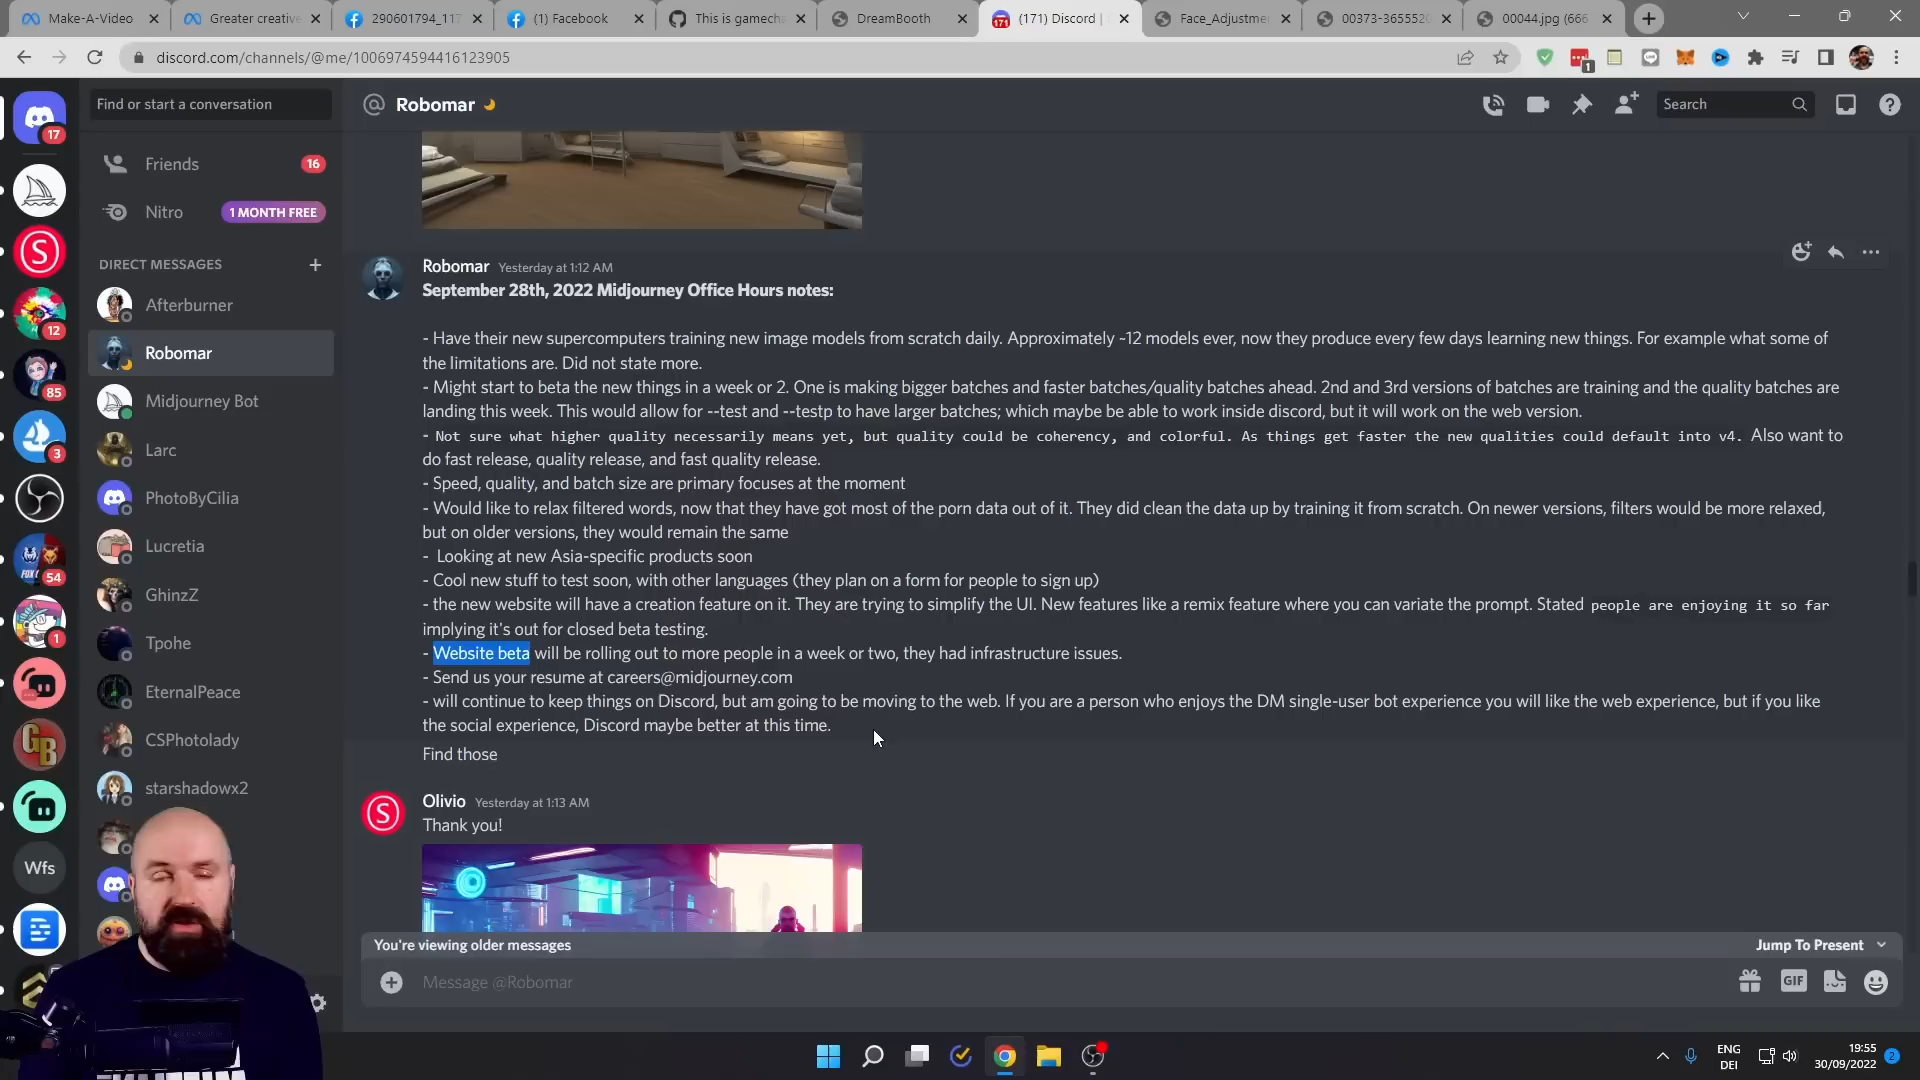 Make-A-Video
Greater creative
290601794_117
(1) Facebook
This is gamecha
DreamBooth
(171) Discord |
Face_Adjustme
00373-3655520
00044.jpg (666
discord.com/channels/@me/1006974594416123905
1
Find or start a conversation
Robomar
Search
17
Friends
16
Nitro
1 MONTH FREE
DIRECT MESSAGES
Afterburner
Robomar
Midjourney Bot
Larc
PhotoByCilia
Lucretia
GhinzZ
Tpohe
EternalPeace
CSPhotolady
starshadowx2
12
85
3
54
1
GB
Wfs
Robomar Yesterday at 1:12 AM
September 28th, 2022 Midjourney Office Hours notes:
- Have their new supercomputers training new image models from scratch daily. Approximately ~12 models ever, now they produce every few days learning new things. For example what some of
the limitations are. Did not state more.
- Might start to beta the new things in a week or 2. One is making bigger batches and faster batches/quality batches ahead. 2nd and 3rd versions of batches are training and the quality batches are
landing this week. This would allow for --test and --testp to have larger batches; which maybe be able to work inside discord, but it will work on the web version.
- Not sure what higher quality necessarily means yet, but quality could be coherency, and colorful. As things get faster the new qualities could default into v4. Also want to
do fast release, quality release, and fast quality release.
- Speed, quality, and batch size are primary focuses at the moment
- Would like to relax filtered words, now that they have got most of the porn data out of it. They did clean the data up by training it from scratch. On newer versions, filters would be more relaxed,
but on older versions, they would remain the same
- Looking at new Asia-specific products soon
- Cool new stuff to test soon, with other languages (they plan on a form for people to sign up)
- the new website will have a creation feature on it. They are trying to simplify the UI. New features like a remix feature where you can variate the prompt. Stated people are enjoying it so far
implying it's out for closed beta testing.
- Website beta will be rolling out to more people in a week or two, they had infrastructure issues.
- Send us your resume at careers@midjourney.com
- will continue to keep things on Discord, but am going to be moving to the web. If you are a person who enjoys the DM single-user bot experience you will like the web experience, but if you like
the social experience, Discord maybe better at this time.
Find those
Olivio Yesterday at 1:13 AM
Thank you!
You're viewing older messages
Jump To Present
Message @Robomar
GIF
ENG
DEI
19:55
30/09/2022
2